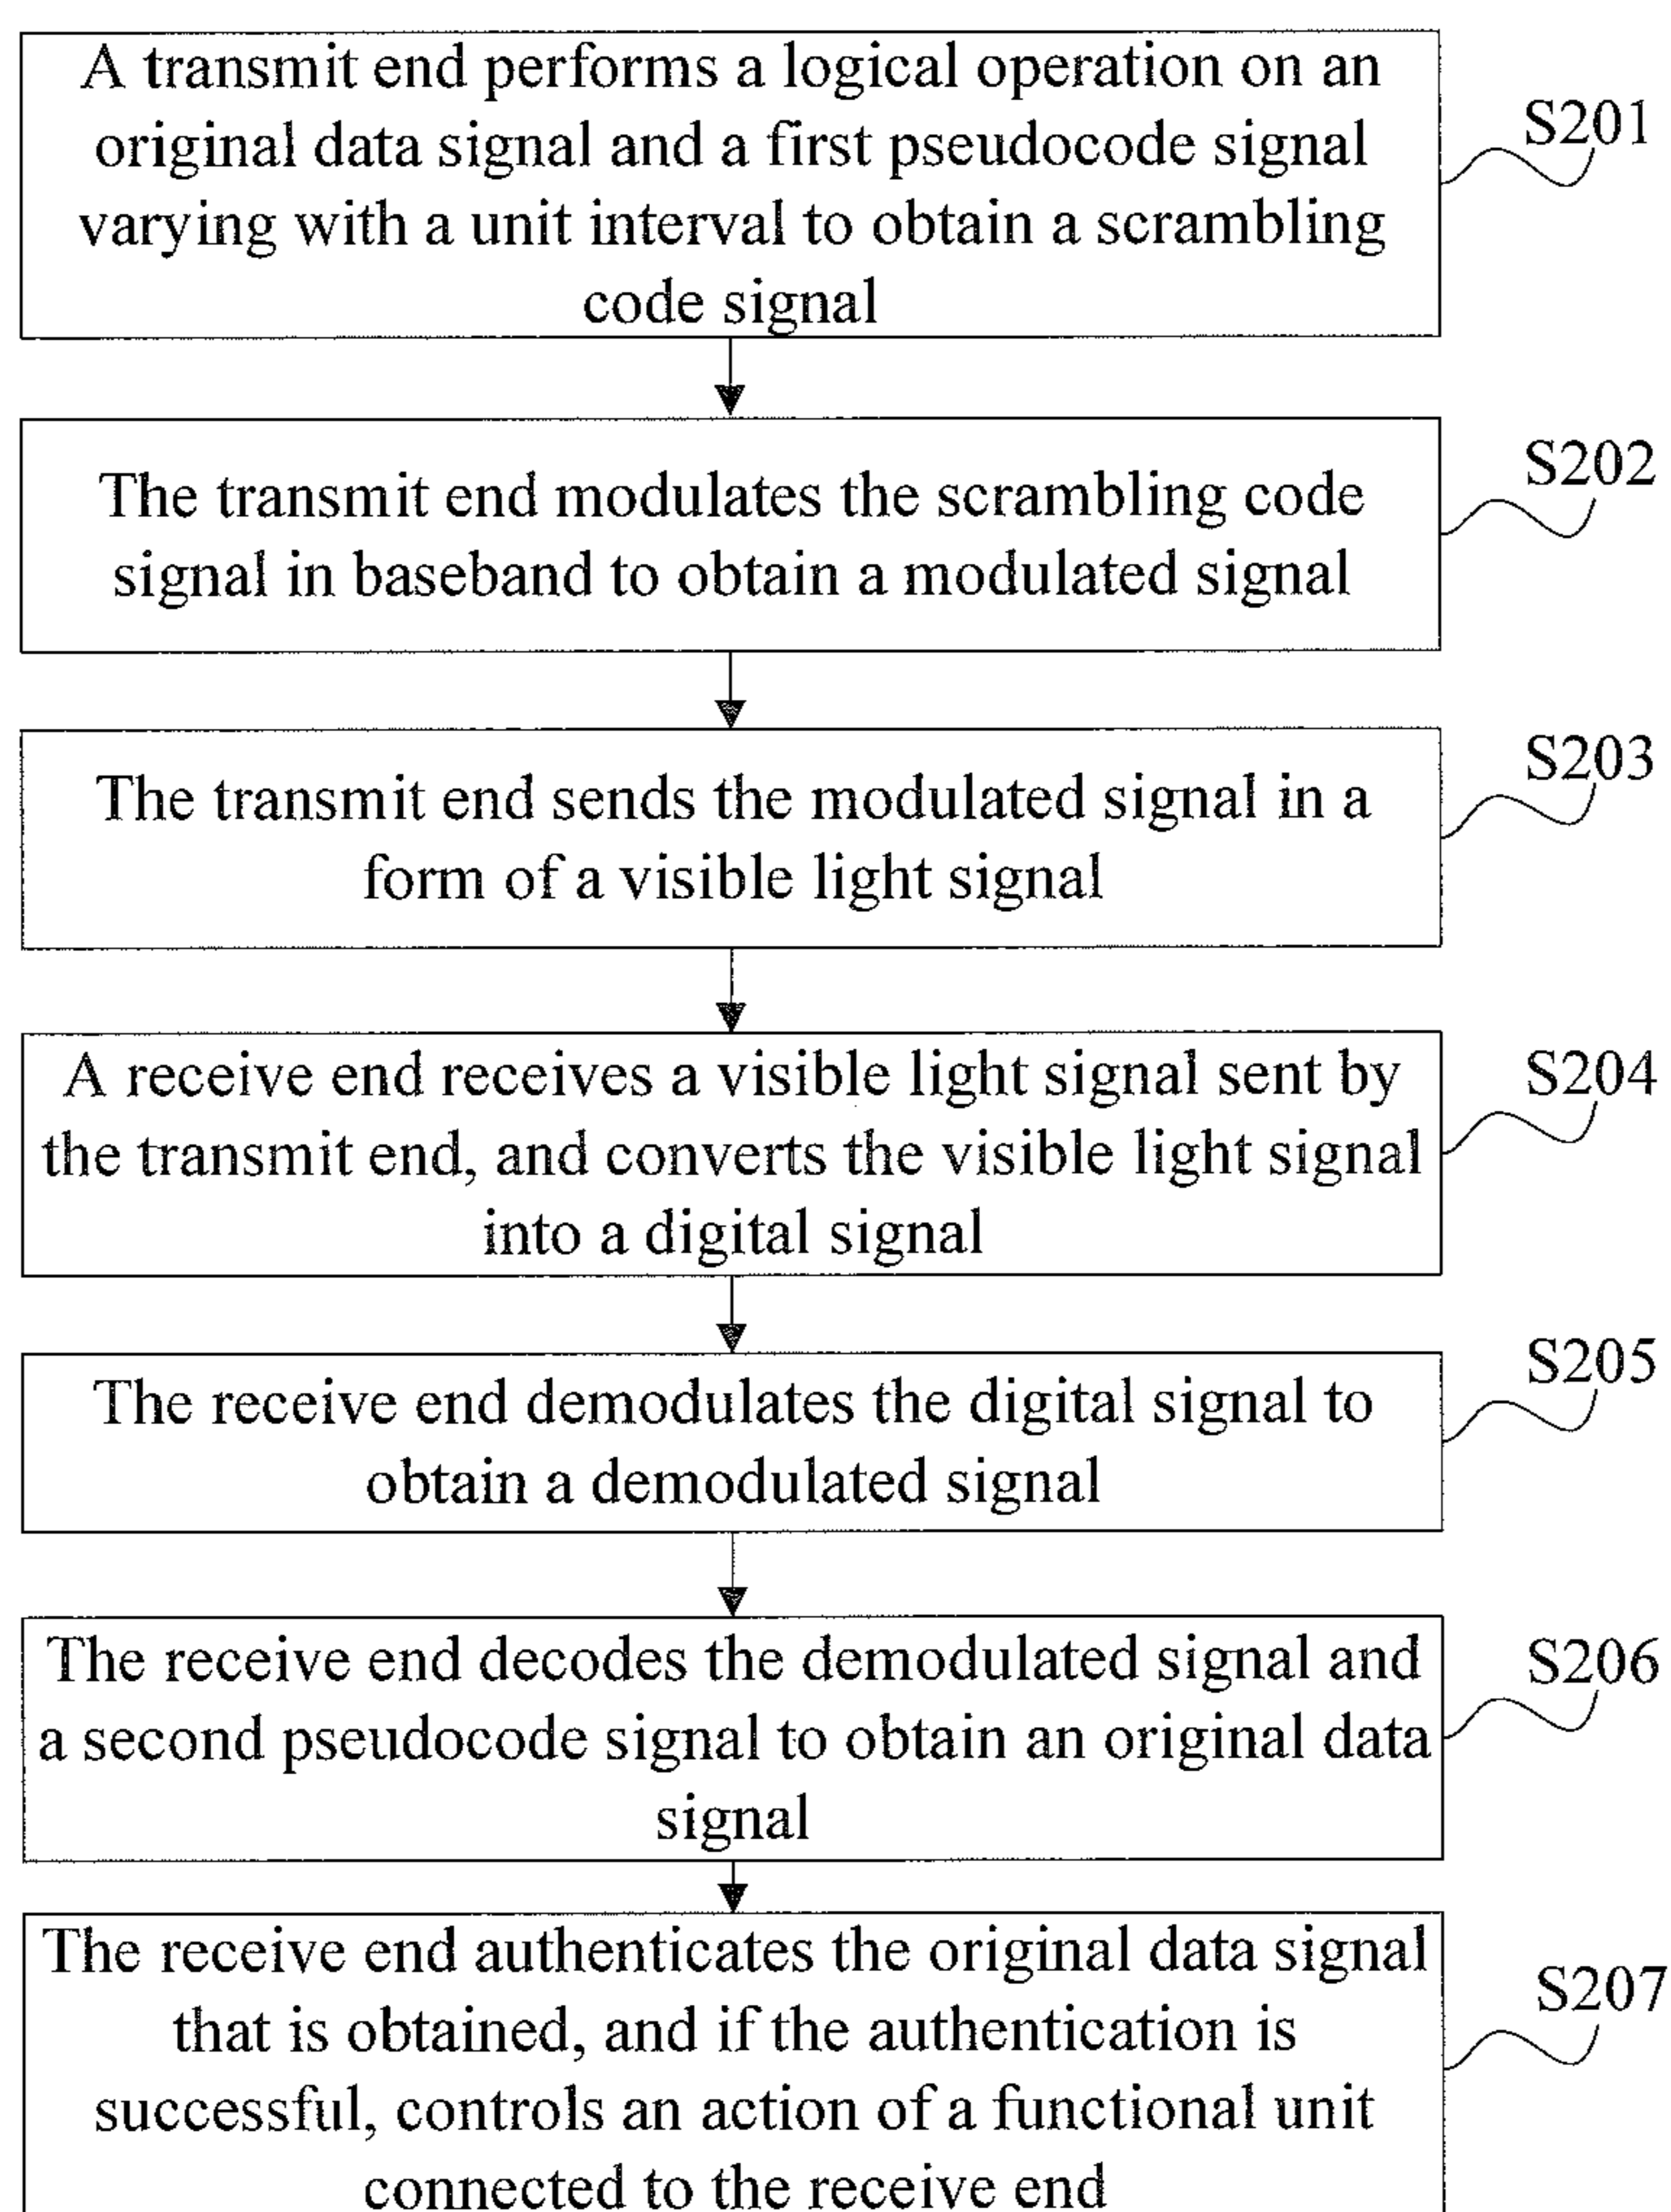 A transmit end performs a logical operation on an
original data signal and a first pseudocode signal
varying with a unit interval to obtain a scrambling
code signal
S201
The transmit end modulates the scrambling code
signal in baseband to obtain a modulated signal
S202
The transmit end sends the modulated signal in a
form of a visible light signal
S203
A receive end receives a visible light signal sent by
the transmit end, and converts the visible light signal
into a digital signal
S204
The receive end demodulates the digital signal to
obtain a demodulated signal
S205
The receive end decodes the demodulated signal and
a second pseudocode signal to obtain an original data
signal
S206
The receive end authenticates the original data signal
that is obtained, and if the authentication is
successful, controls an action of a functional unit
connected to the receive end
S207